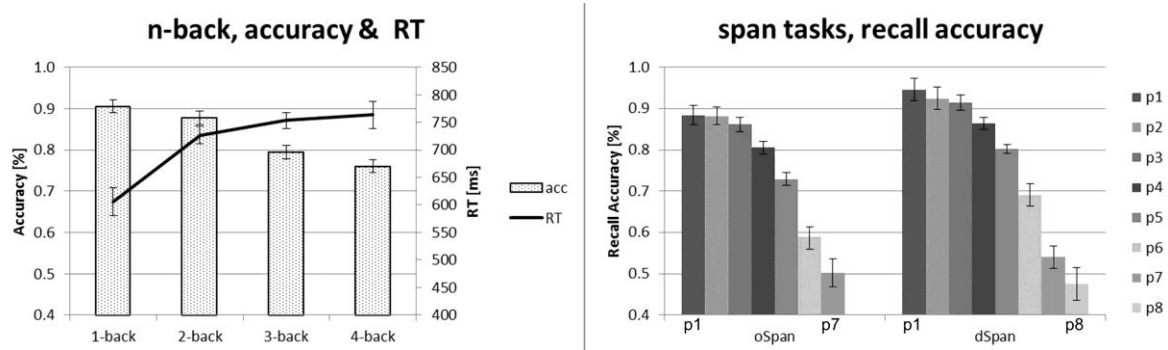 n-back, accuracy & RT
Accuracy [%]
1.0
0.9
0.8
0.7
0.6
0.5
0.4
850
800
750
700
650
600
550
500
450
400
RT [ms]
1-back
2-back
3-back
4-back
acc
RT
span tasks, recall accuracy
Recall Accuracy [%]
1.0
0.9
0.8
0.7
0.6
0.5
0.4
p1
p7
p1
p8
oSpan
dSpan
p1
p2
p3
p4
p5
p6
p7
p8